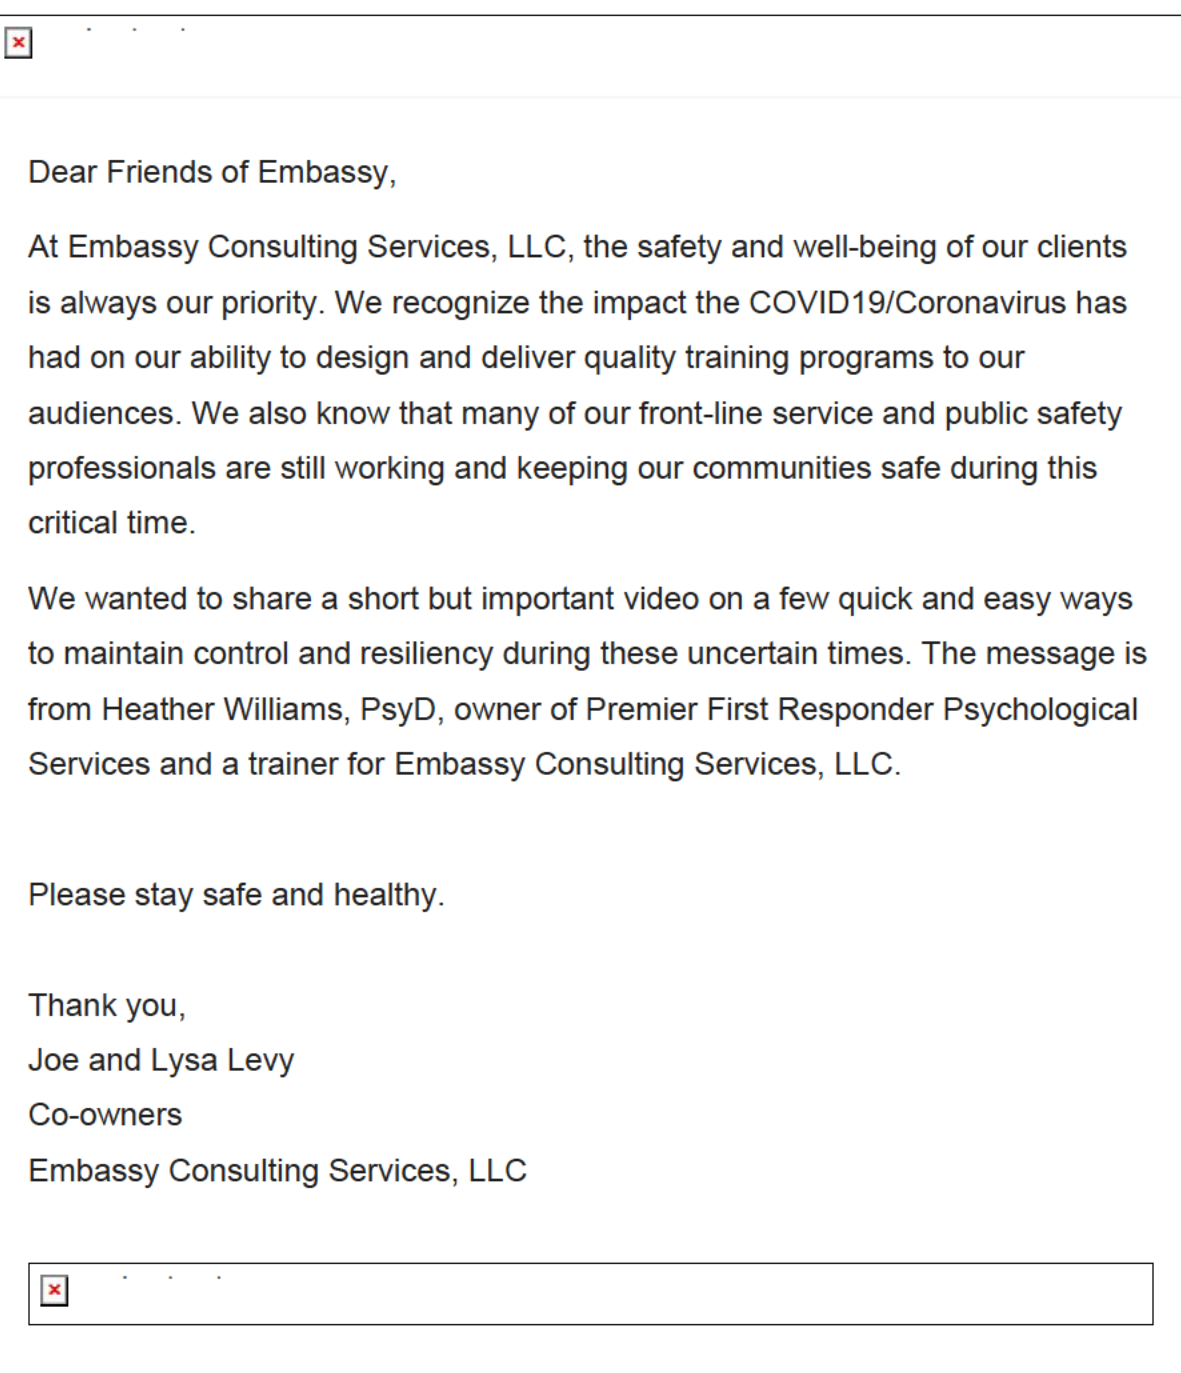 Dear Friends of Embassy,
At Embassy Consulting Services, LLC, the safety and well-being of our clients
is always our priority. We recognize the impact the COVID19/Coronavirus has
had on our ability to design and deliver quality training programs to our
audiences. We also know that many of our front-line service and public safety
professionals are still working and keeping our communities safe during this
critical time.
We wanted to share a short but important video on a few quick and easy ways
to maintain control and resiliency during these uncertain times. The message is
from Heather Williams, PsyD, owner of Premier First Responder Psychological
Services and a trainer for Embassy Consulting Services, LLC.
Please stay safe and healthy.
Thank you,
Joe and Lysa Levy
Co-owners
Embassy Consulting Services, LLC